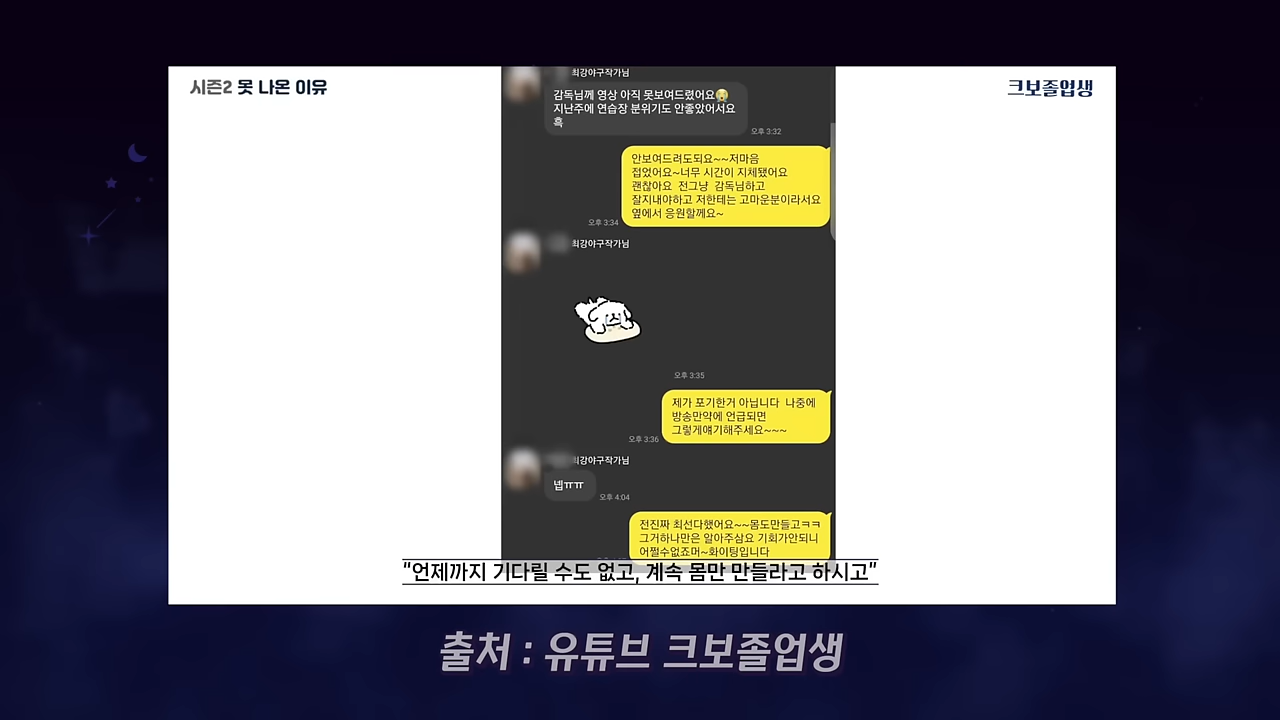 시즌2 못 나온 이유
크보졸업생
최강야구작가님
감독님께 영상 아직 못보여드렸어요😭
지난주에 연습장 분위기도 안좋았어서요
흑
오후 3:32
안보여드려도되요~~저마음
접었어요~너무 시간이 지체됐어요
괜찮아요 전그냥 감독님하고
잘지내야하고 저한테는 고마운분이라서요
옆에서 응원할께요~
오후 3:34
최강야구작가님
오후 3:35
제가 포기한거 아닙니다 나중에
방송만약에 언급되면
그렇게얘기해주세요~~~
오후 3:36
최강야구작가님
넵ㅠㅠ
오후 4:04
전진짜 최선다했어요~~몸도만들고ㅋㅋ
그거하나만은 알아주삼요 기회가안되니
어쩔수없죠머~화이팅입니다
"언제까지 기다릴 수도 없고, 계속 몸만 만들라고 하시고"
출처 : 유튜브 크보졸업생